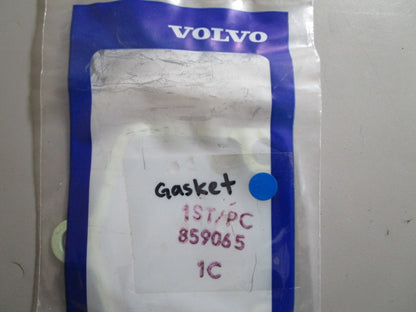 VOLVO
Gasket
1ST/PC
859065
1C